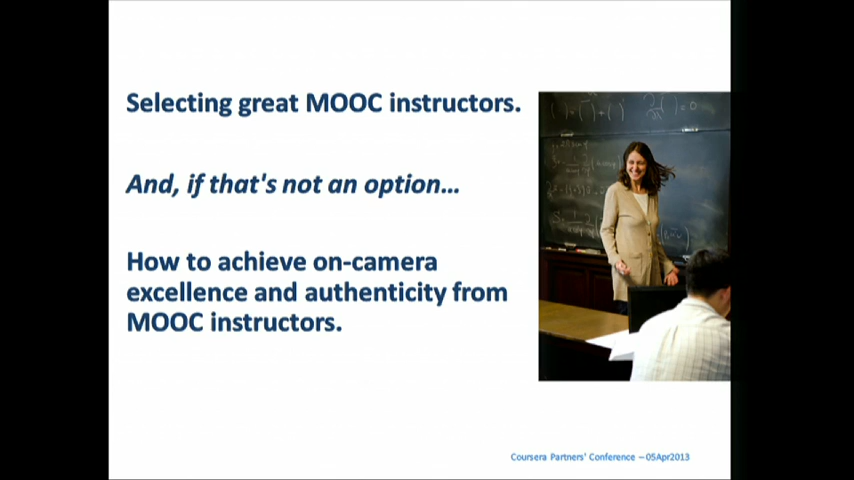 Selecting great MOOC instructors.
And, if that's not an option...
How to achieve on-camera
excellence and authenticity from
MOOC instructors.
Coursera Partners' Conference – 05Apr2013